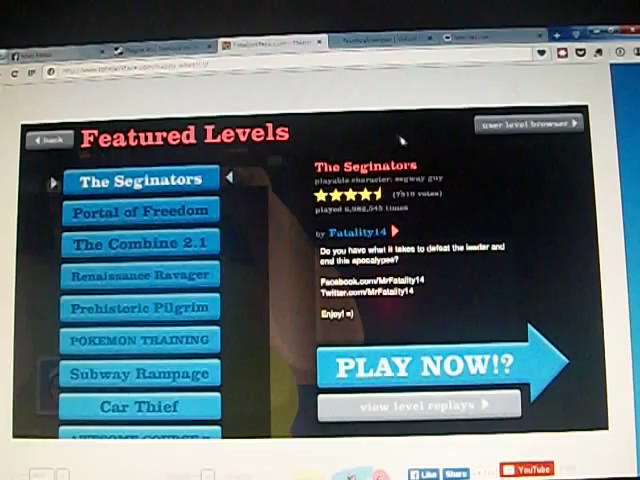 back
Featured Levels
user level browser
The Seginators
Portal of Freedom
The Combine 2.1
Renaissance Ravager
Prehistoric Pilgrim
POKEMON TRAINING
Subway Rampage
Car Thief
The Seginators
playable character: segway guy
by Fatality14
Do you have what it takes to defeat the leader and
end this apocalypse?
Facebook.com/MrFatality14
Twitter.com/MrFatality14
Enjoy! =)
PLAY NOW!?
view level replays
Like
Share
YouTube